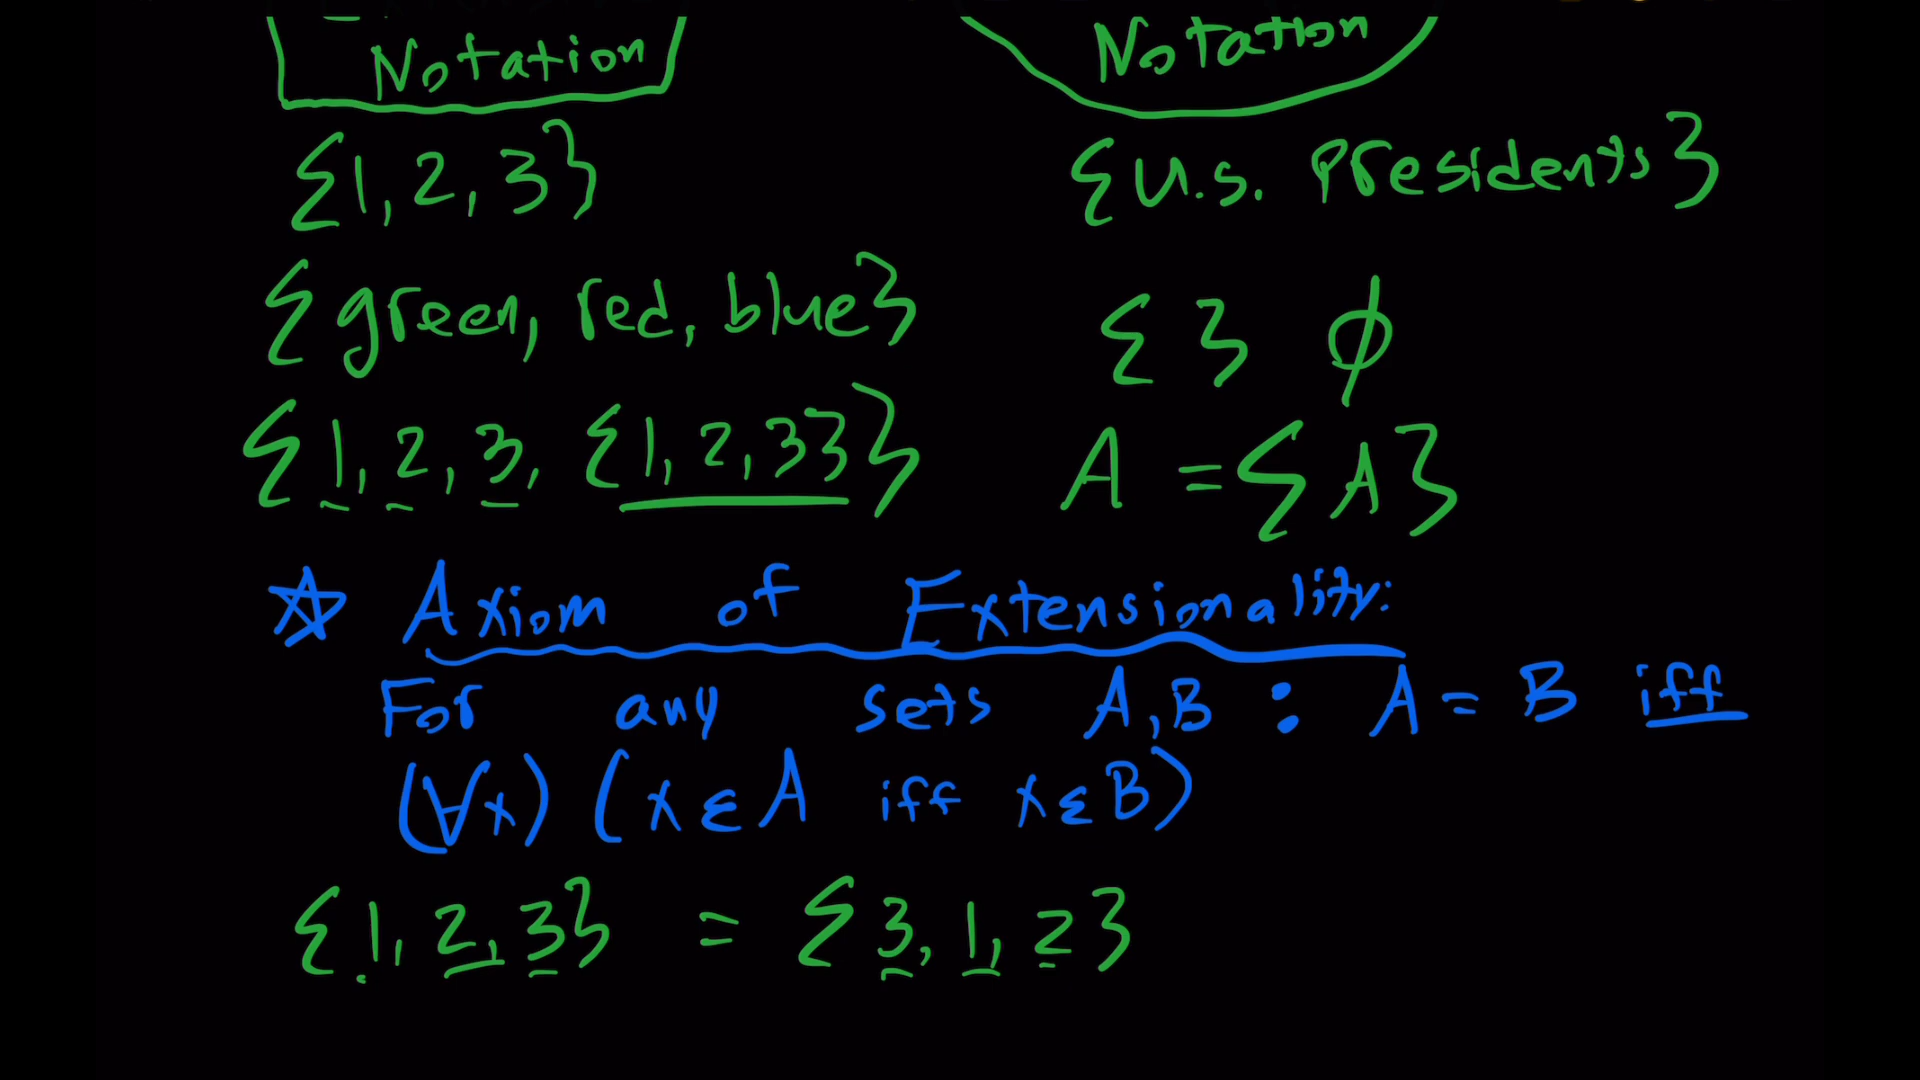 Notation
{1, 2, 3}
{green, red, blue}
{1, 2, 3, {1, 2, 3}}
Notation
{U.S. Presidents}
{ } ϕ
A = {A}
☆ Axiom of Extensionality:
For any sets A, B : A = B iff
(∀x) (x ∈ A iff x ∈ B)
{1, 2, 3} = {3, 1, 2}